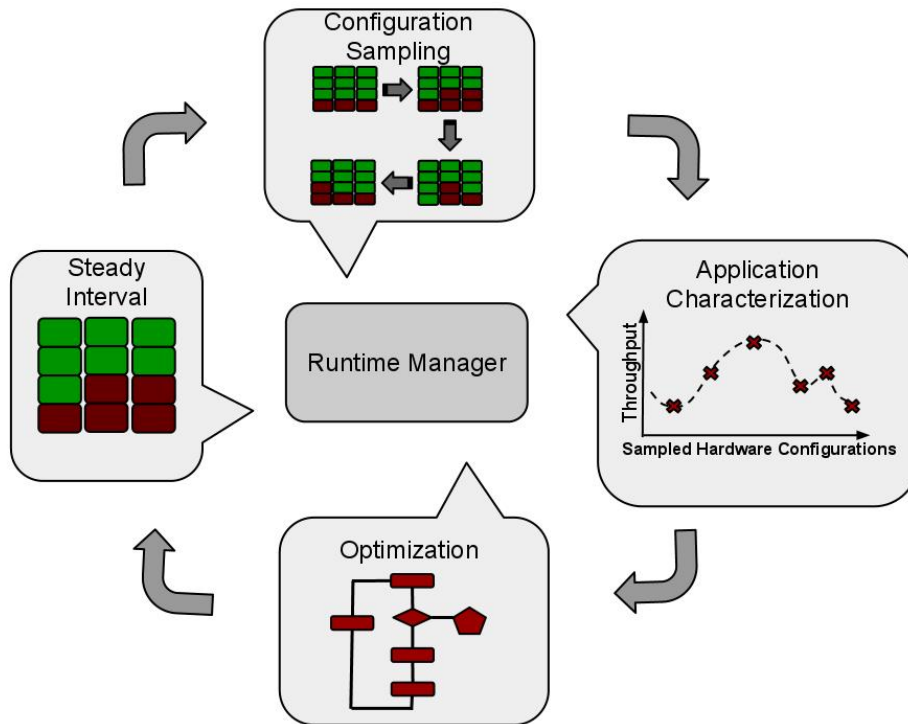 Configuration
Sampling
Steady
Interval
Runtime Manager
Application
Characterization
Throughput
Sampled Hardware Configurations
Optimization